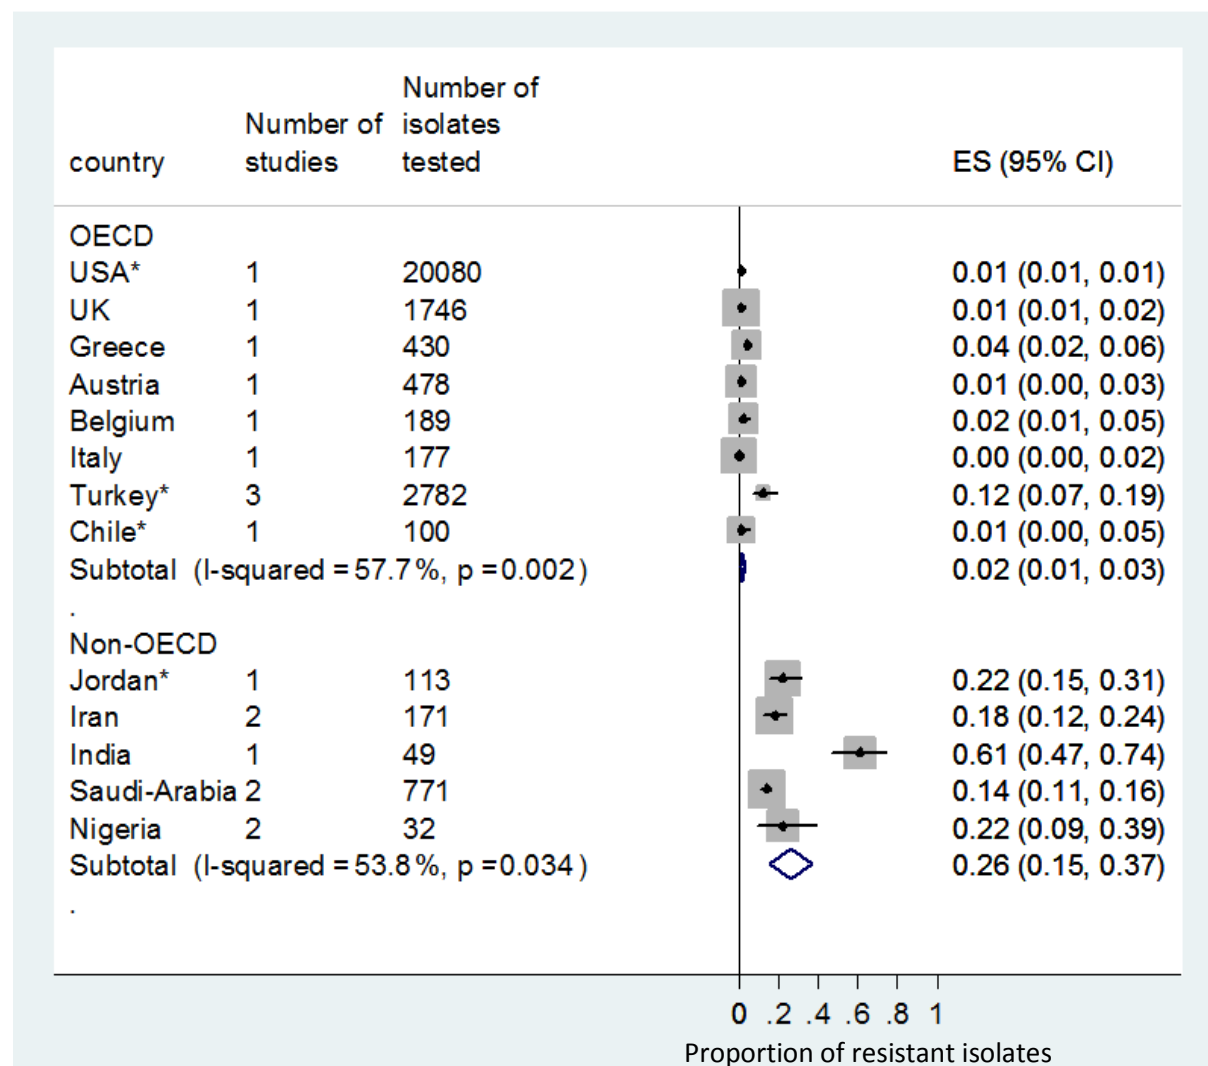 Number of
Number of isolates
country studies tested ES (95% CI)
OECD
USA* 1 20080 0.01 (0.01, 0.01)
UK 1 1746 0.01 (0.01, 0.02)
Greece 1 430 0.04 (0.02, 0.06)
Austria 1 478 0.01 (0.00, 0.03)
Belgium 1 189 0.02 (0.01, 0.05)
Italy 1 177 0.00 (0.00, 0.02)
Turkey* 3 2782 0.12 (0.07, 0.19)
Chile* 1 100 0.01 (0.00, 0.05)
Subtotal (I-squared = 57.7%, p = 0.002) 0.02 (0.01, 0.03)
.
Non-OECD
Jordan* 1 113 0.22 (0.15, 0.31)
Iran 2 171 0.18 (0.12, 0.24)
India 1 49 0.61 (0.47, 0.74)
Saudi-Arabia 2 771 0.14 (0.11, 0.16)
Nigeria 2 32 0.22 (0.09, 0.39)
Subtotal (I-squared = 53.8%, p = 0.034) 0.26 (0.15, 0.37)
.
0 .2 .4 .6 .8 1
Proportion of resistant isolates